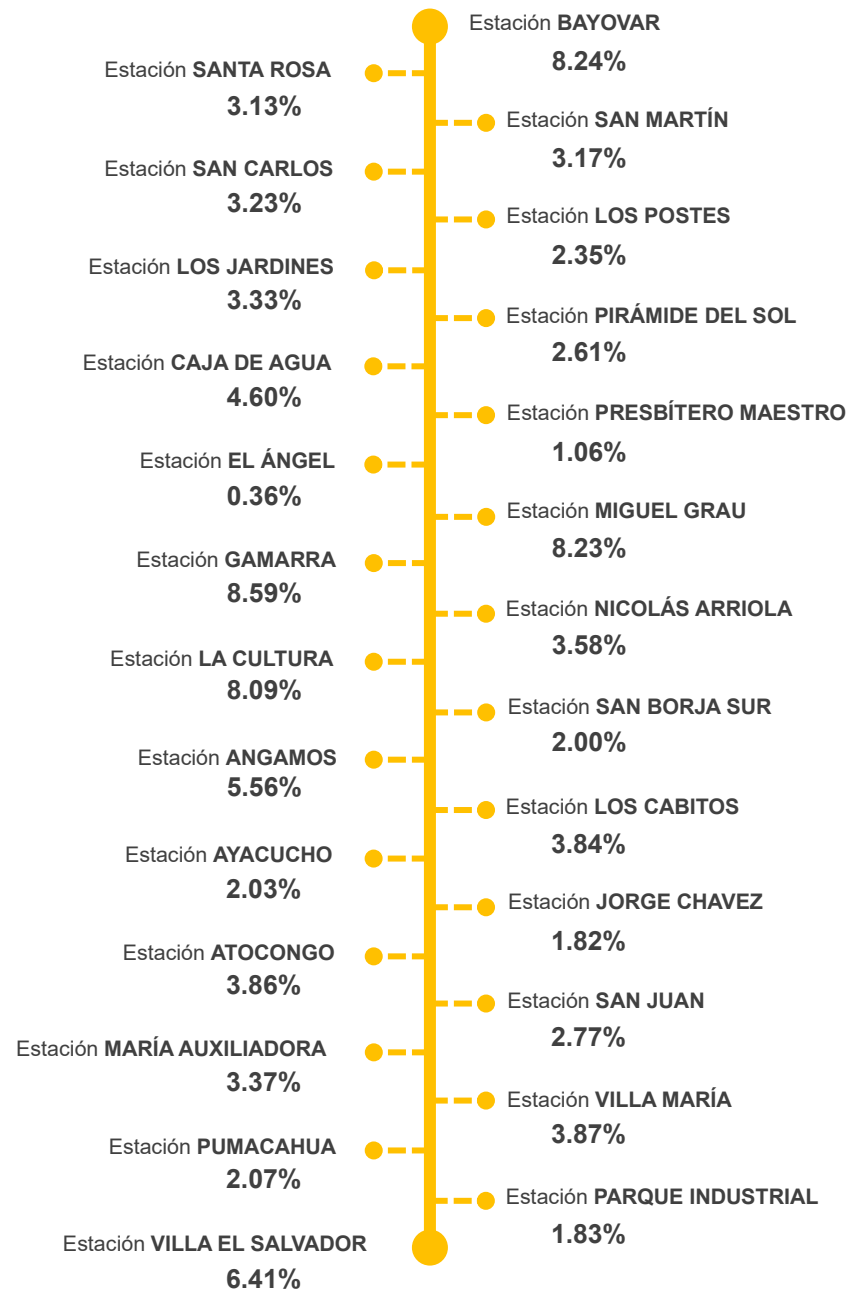 Estación BAYOVAR
8.24%
Estación SANTA ROSA
3.13%
Estación SAN MARTÍN
3.17%
Estación SAN CARLOS
3.23%
Estación LOS POSTES
2.35%
Estación LOS JARDINES
3.33%
Estación PIRÁMIDE DEL SOL
2.61%
Estación CAJA DE AGUA
4.60%
Estación PRESBÍTERO MAESTRO
1.06%
Estación EL ÁNGEL
0.36%
Estación MIGUEL GRAU
8.23%
Estación GAMARRA
8.59%
Estación NICOLÁS ARRIOLA
3.58%
Estación LA CULTURA
8.09%
Estación SAN BORJA SUR
2.00%
Estación ANGAMOS
5.56%
Estación LOS CABITOS
3.84%
Estación AYACUCHO
2.03%
Estación JORGE CHAVEZ
1.82%
Estación ATOCONGO
3.86%
Estación SAN JUAN
2.77%
Estación MARÍA AUXILIADORA
3.37%
Estación VILLA MARÍA
3.87%
Estación PUMACAHUA
2.07%
Estación PARQUE INDUSTRIAL
1.83%
Estación VILLA EL SALVADOR
6.41%